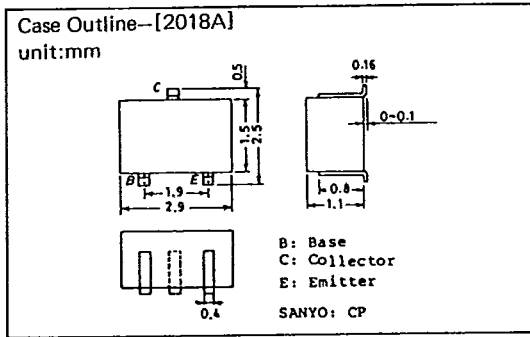 Case Outline—[2018A]
unit:mm
C
0.5
0.16
B
E
1.5
2.5
0-0.1
1.9
2.9
0.8
1.1
0.4
B: Base
C: Collector
E: Emitter
SANYO: CP